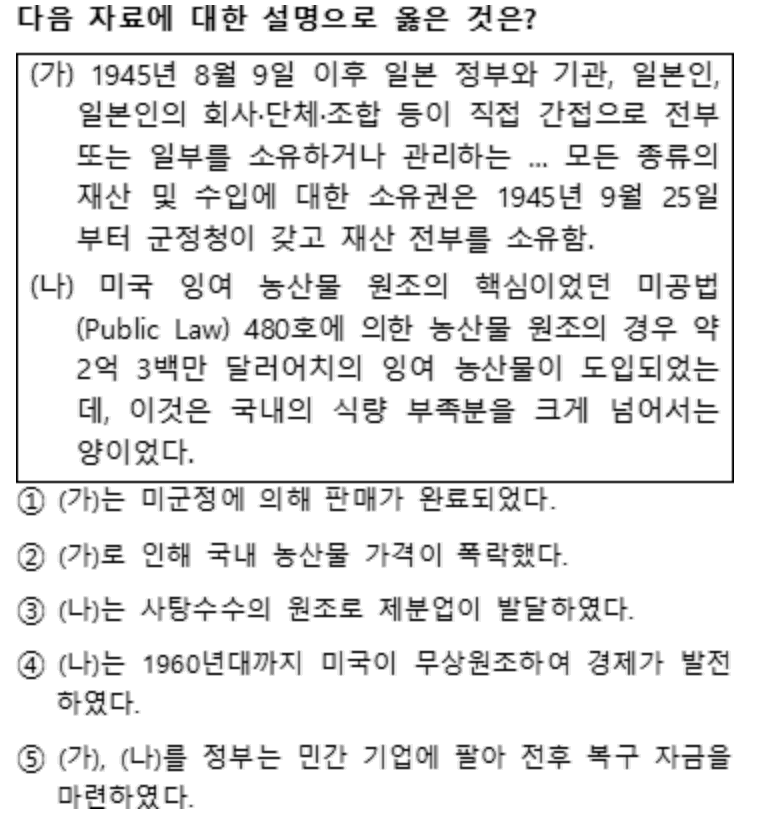 다음 자료에 대한 설명으로 옳은 것은?
(가) 1945년 8월 9일 이후 일본 정부와 기관, 일본인,
일본인의 회사·단체·조합 등이 직접 간접으로 전부
또는 일부를 소유하거나 관리하는 ... 모든 종류의
재산 및 수입에 대한 소유권은 1945년 9월 25일
부터 군정청이 갖고 재산 전부를 소유함.
(나) 미국 잉여 농산물 원조의 핵심이었던 미공법
(Public Law) 480호에 의한 농산물 원조의 경우 약
2억 3백만 달러어치의 잉여 농산물이 도입되었는
데, 이것은 국내의 식량 부족분을 크게 넘어서는
양이었다.
① (가)는 미군정에 의해 판매가 완료되었다.
② (가)로 인해 국내 농산물 가격이 폭락했다.
③ (나)는 사탕수수의 원조로 제분업이 발달하였다.
④ (나)는 1960년대까지 미국이 무상원조하여 경제가 발전
하였다.
⑤ (가), (나)를 정부는 민간 기업에 팔아 전후 복구 자금을
마련하였다.